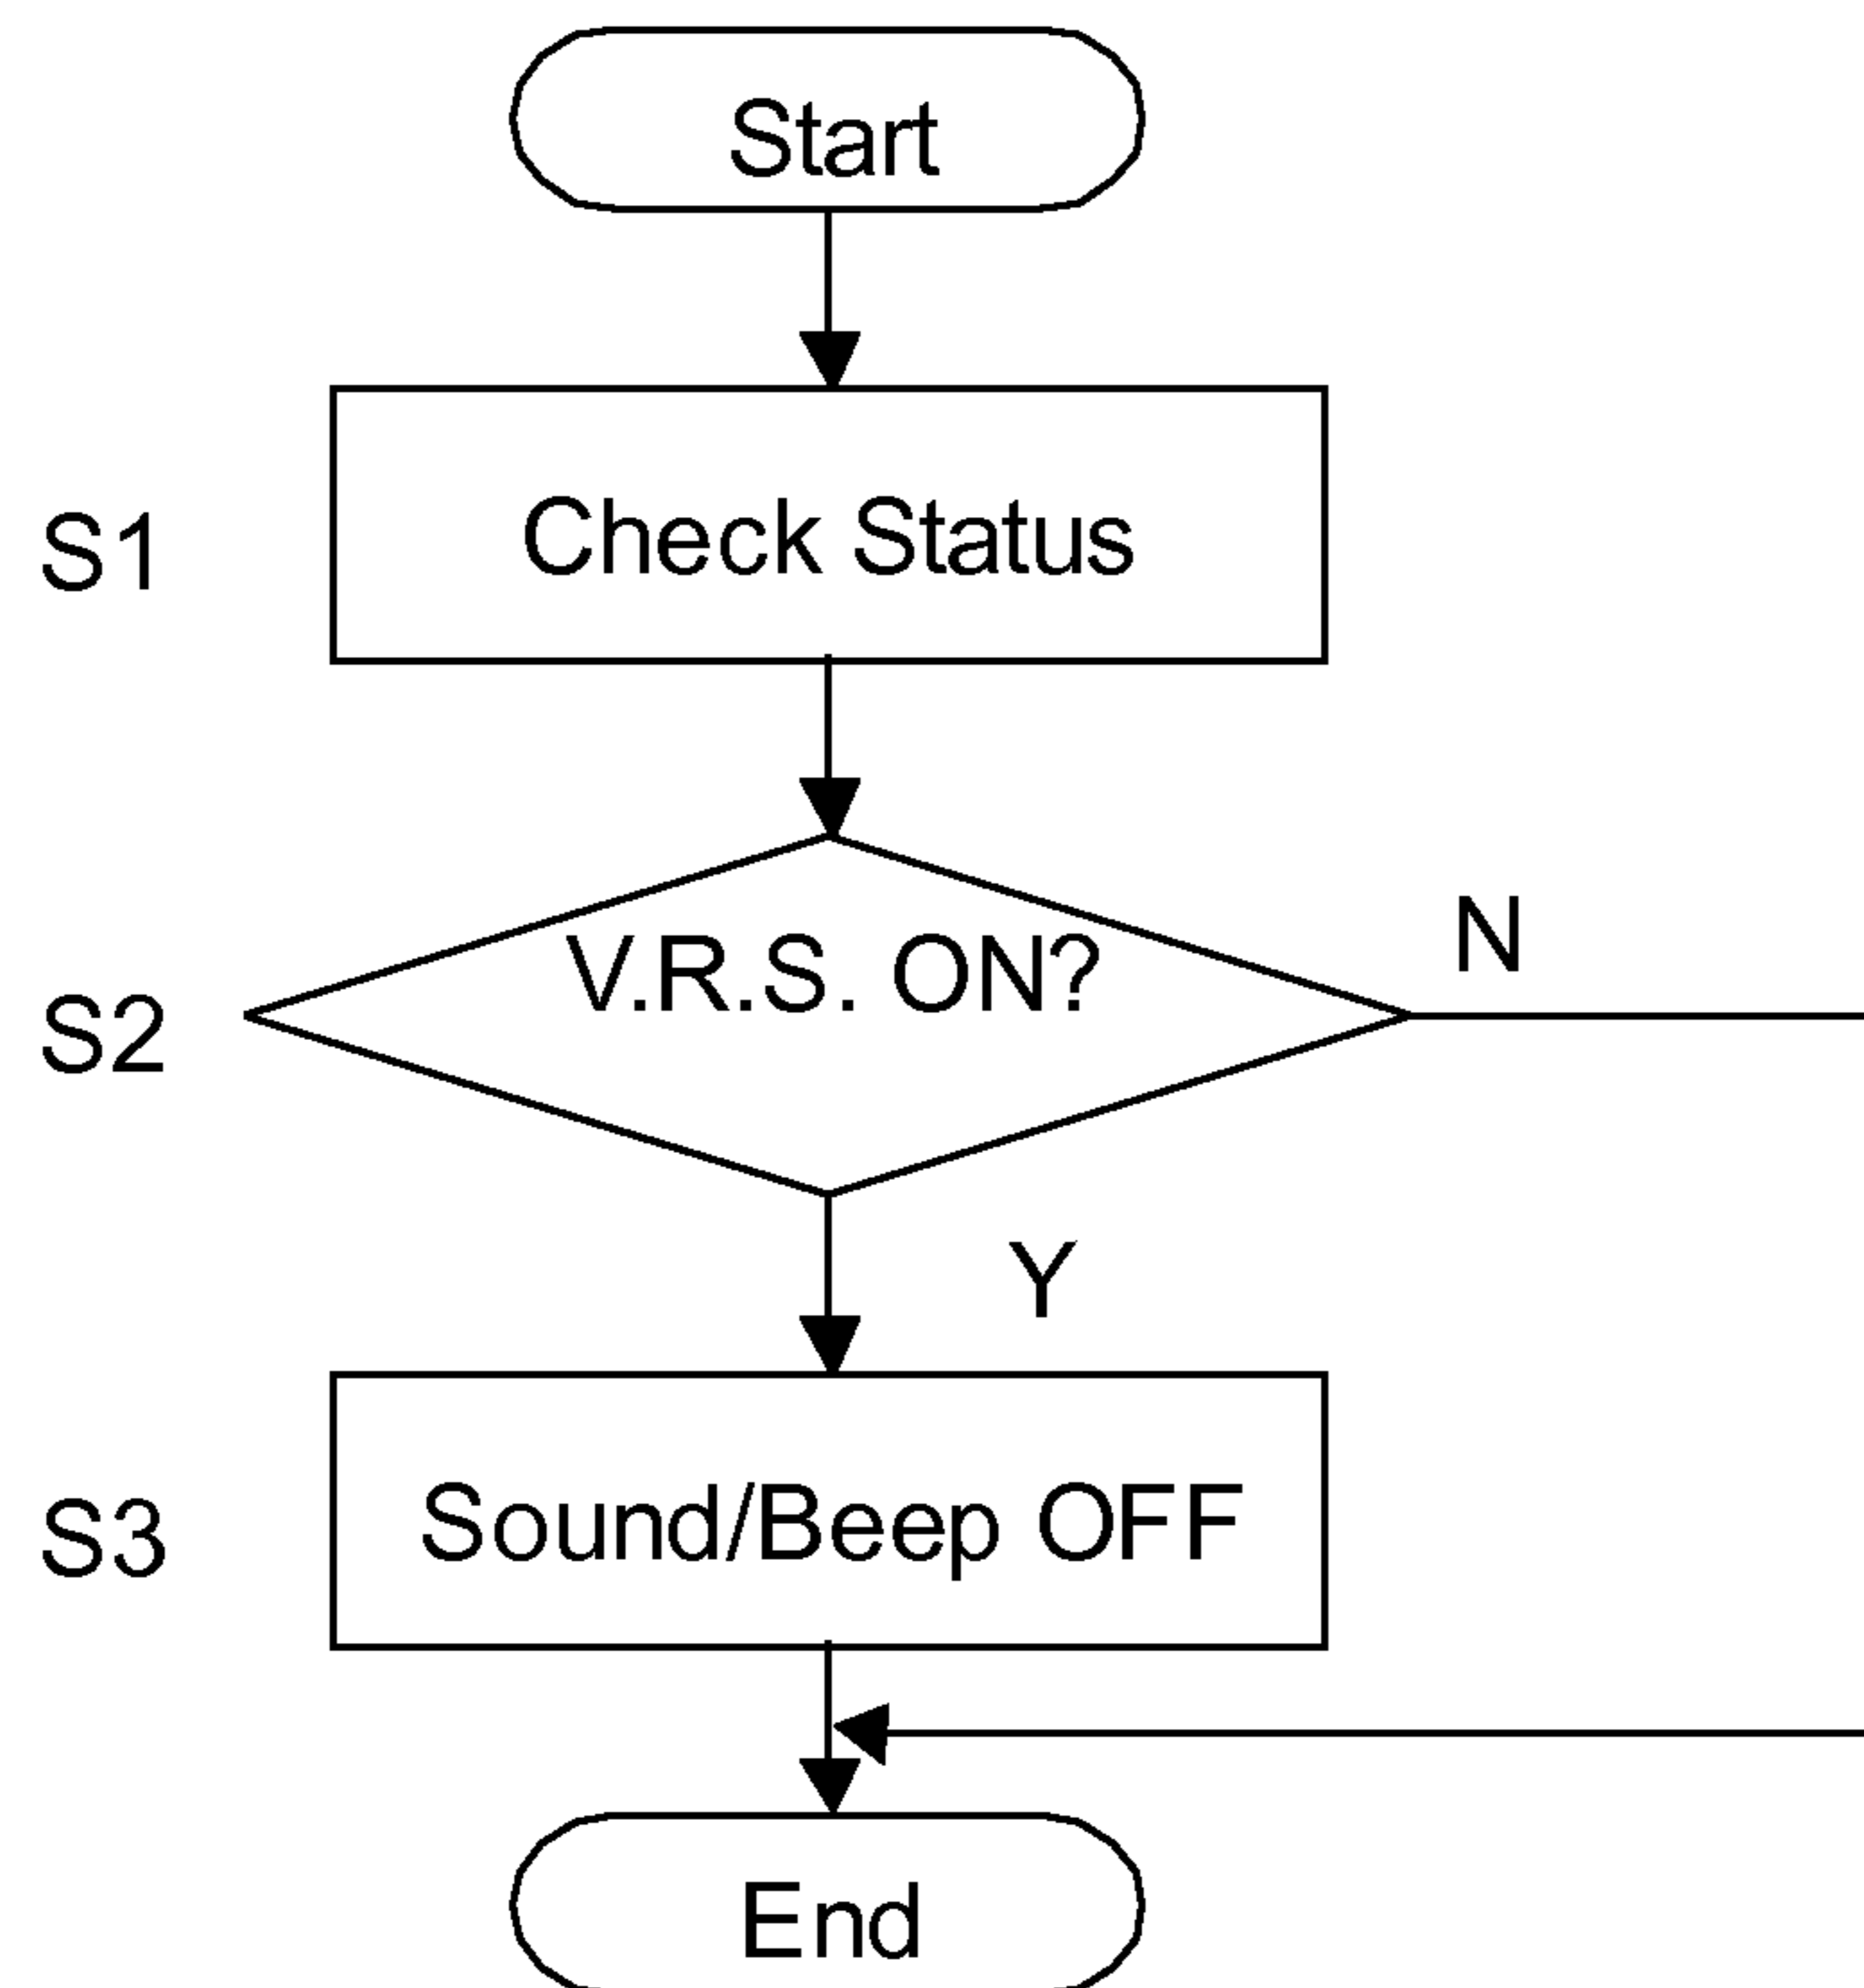 Start
S1
Check Status
S2
V.R.S. ON?
N
Y
S3
Sound/Beep OFF
End